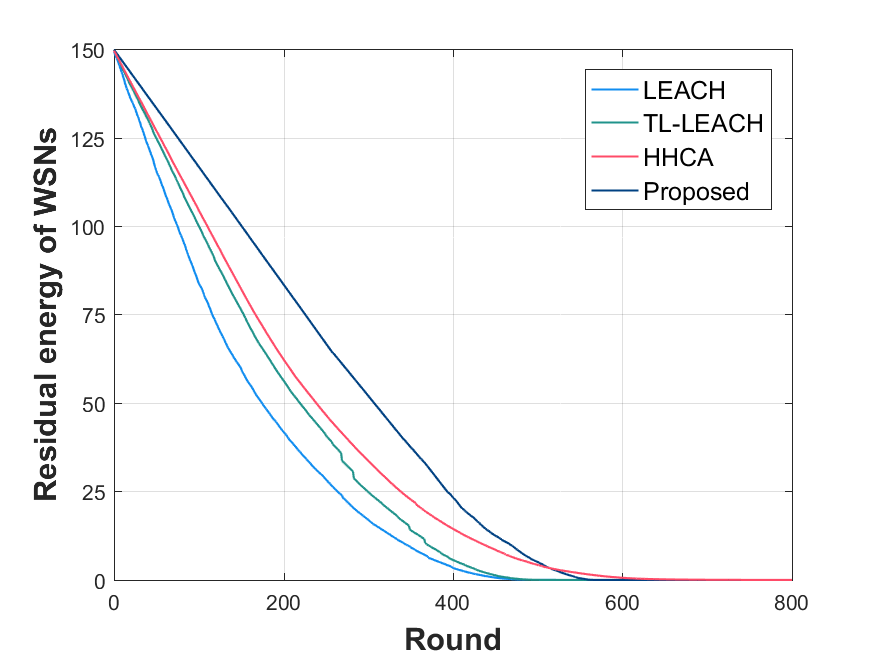 150
125
100
75
50
25
0
Residual energy of WSNs
LEACH
TL-LEACH
HHCA
Proposed
0 200 400 600 800
Round